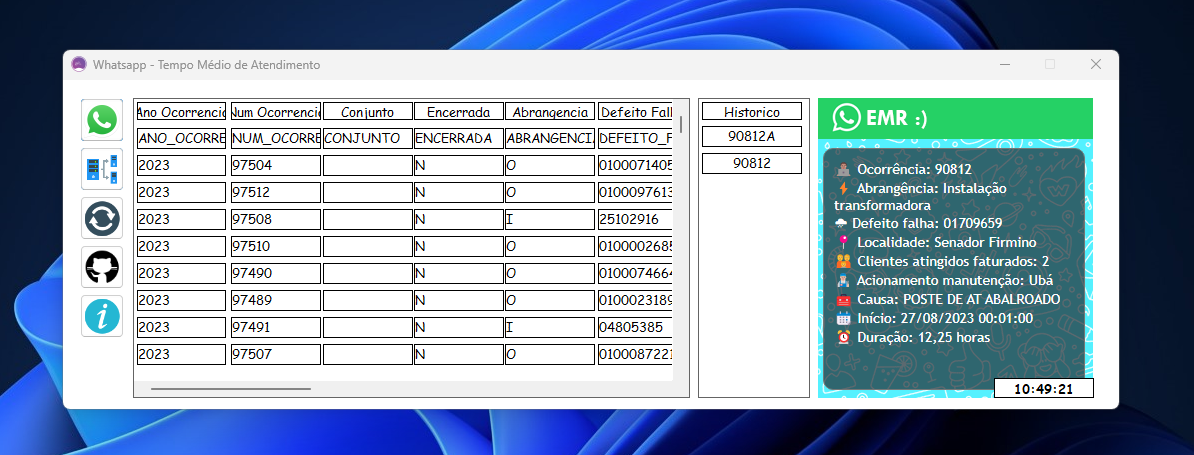 Whatsapp - Tempo Médio de Atendimento
Ano Ocorrencia Num Ocorrencia Conjunto Encerrada Abrangencia Defeito Fall
ANO_OCORRE NUM_OCORRE CONJUNTO ENCERRADA ABRANGENCIA DEFEITO_F
2023 97504 N O 0100071405
2023 97512 N O 0100097613
2023 97508 N I 25102916
2023 97510 N O 0100002685
2023 97490 N O 0100074664
2023 97489 N O 0100023189
2023 97491 N I 04805385
2023 97507 N O 0100087221
Historico
90812A
90812
EMR :)
Ocorrência: 90812
Abrangência: Instalação
transformadora
Defeito falha: 01709659
Localidade: Senador Firmino
Clientes atingidos faturados: 2
Acionamento manutenção: Ubá
Causa: POSTE DE AT ABALROADO
Início: 27/08/2023 00:01:00
Duração: 12,25 horas
10:49:21